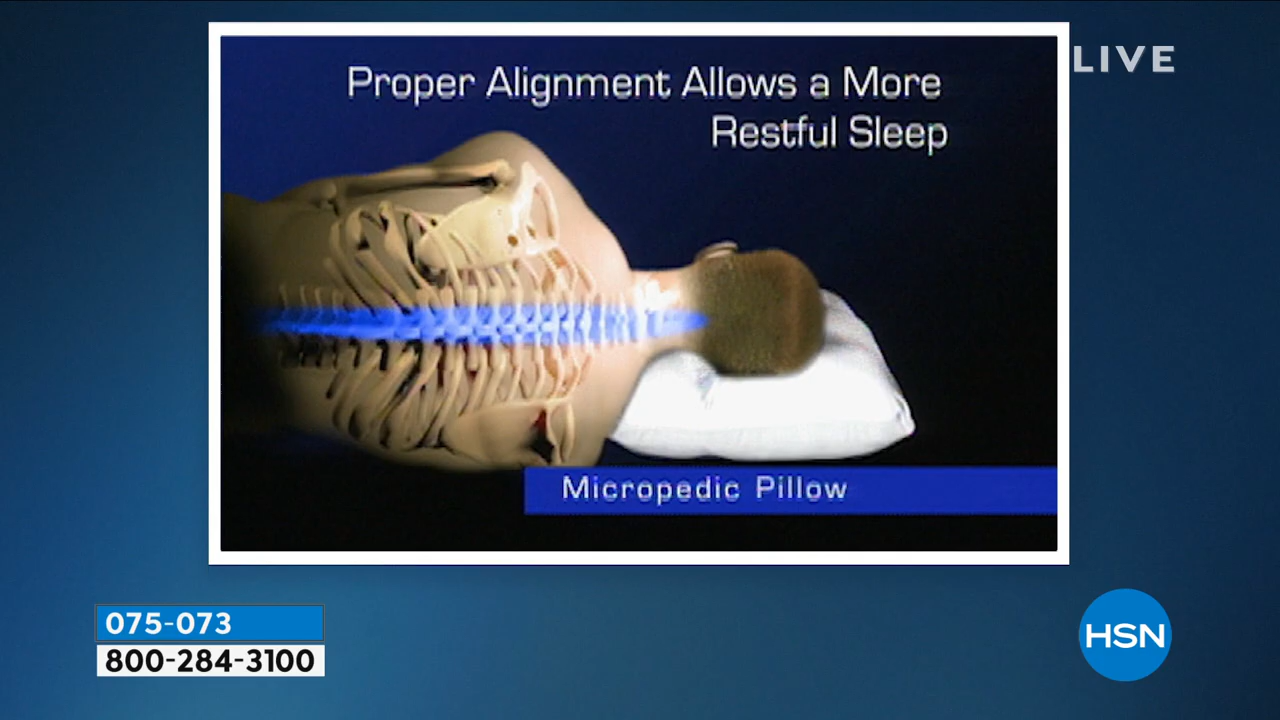 LIVE
Proper Alignment Allows a More
Restful Sleep
Micropedic Pillow
075-073
800-284-3100
HSN